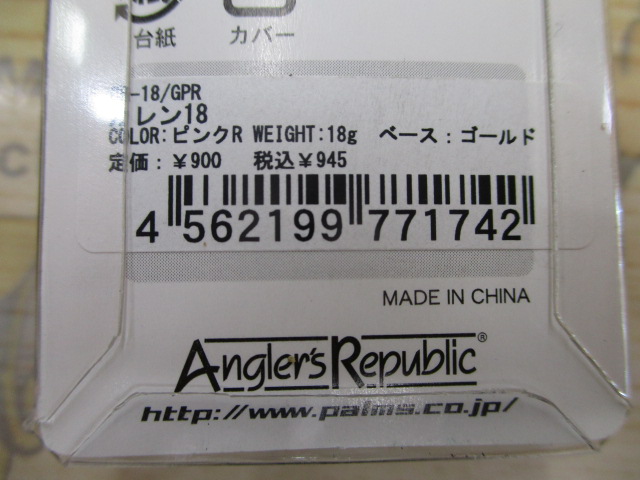 台紙 カバー
-18/GPR
レン18
COLOR:ピンクR WEIGHT:18g ベース:ゴールド
定価:¥900 税込¥945
4 562199 771742
MADE IN CHINA
Anglers Republic®
http://www.palms.co.jp/